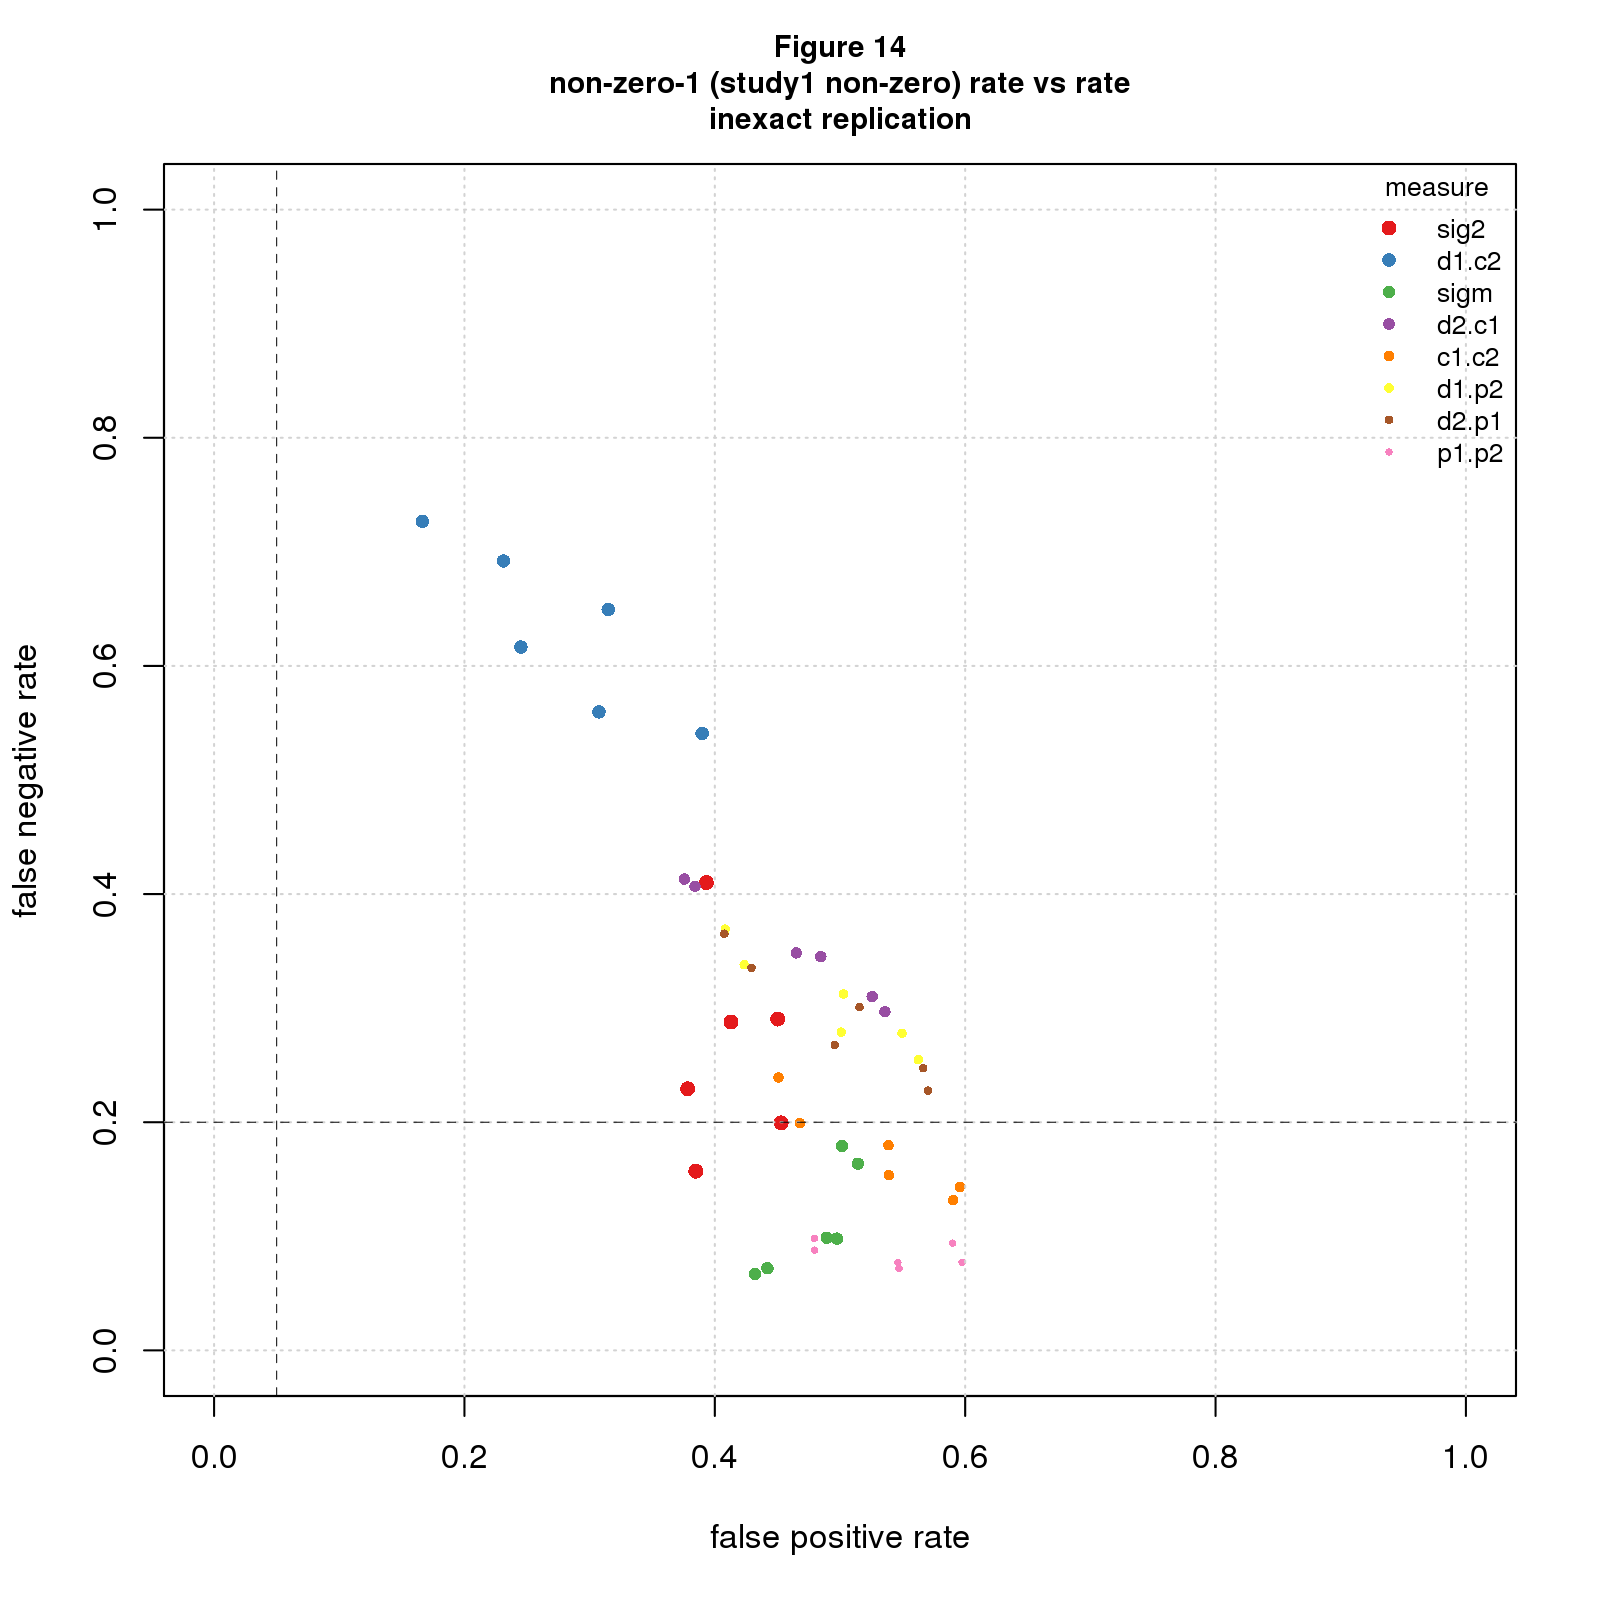 Figure 14
non-zero-1 (study1 non-zero) rate vs rate
inexact replication
measure
sig2
d1.c2
sigm
d2.c1
c1.c2
d1.p2
d2.p1
p1.p2
false negative rate
1.0
0.8
0.6
0.4
0.2
0.0
0.0 0.2 0.4 0.6 0.8 1.0
false positive rate